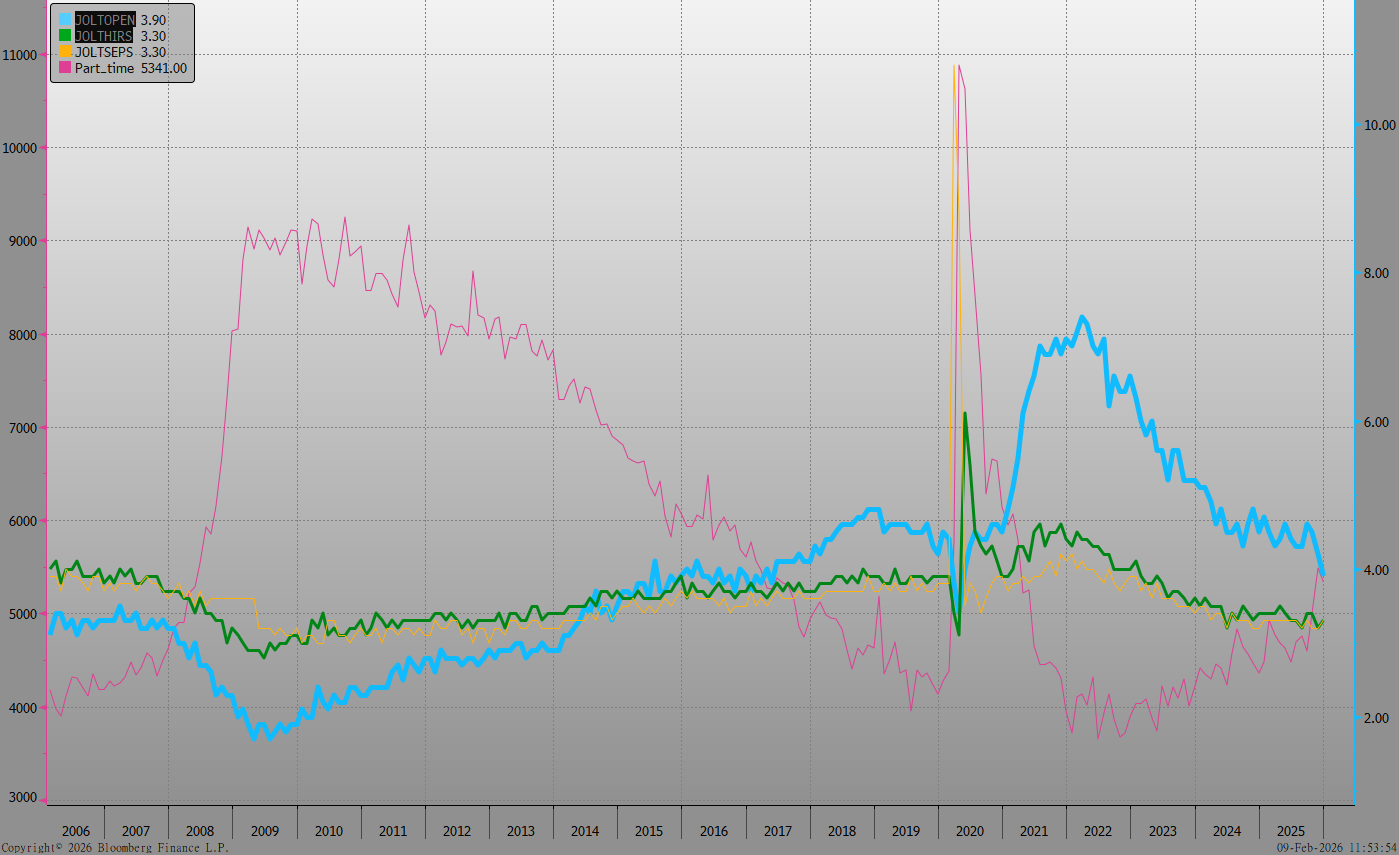 JOLTOPEN 3.90
JOLTHIRS 3.30
JOLTSEPS 3.30
Part_time 5341.00
11000
10000
9000
8000
7000
6000
5000
4000
3000
10.00
8.00
6.00
4.00
2.00
2006 2007 2008 2009 2010 2011 2012 2013 2014 2015 2016 2017 2018 2019 2020 2021 2022 2023 2024 2025
Copyright© 2026 Bloomberg Finance L.P.
09-Feb-2026 11:53:54